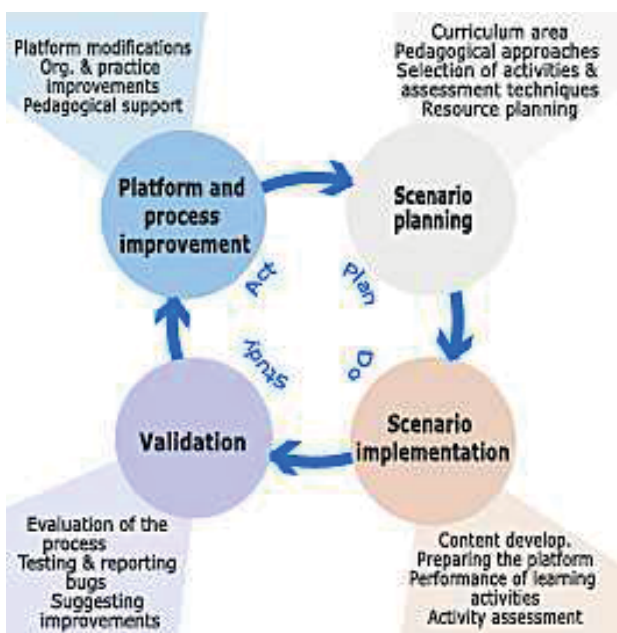 Platform modifications
Org. & practice
improvements
Pedagogical support
Curriculum area
Pedagogical approaches
Selection of activities &
assessment techniques
Resource planning
Platform and
process
improvement
Scenario
planning
Act
Plan
Study
Do
Validation
Scenario
implementation
Evaluation of the
process
Testing & reporting
bugs
Suggesting
improvements
Content develop.
Preparing the platform
Performance of learning
activities
Activity assessment